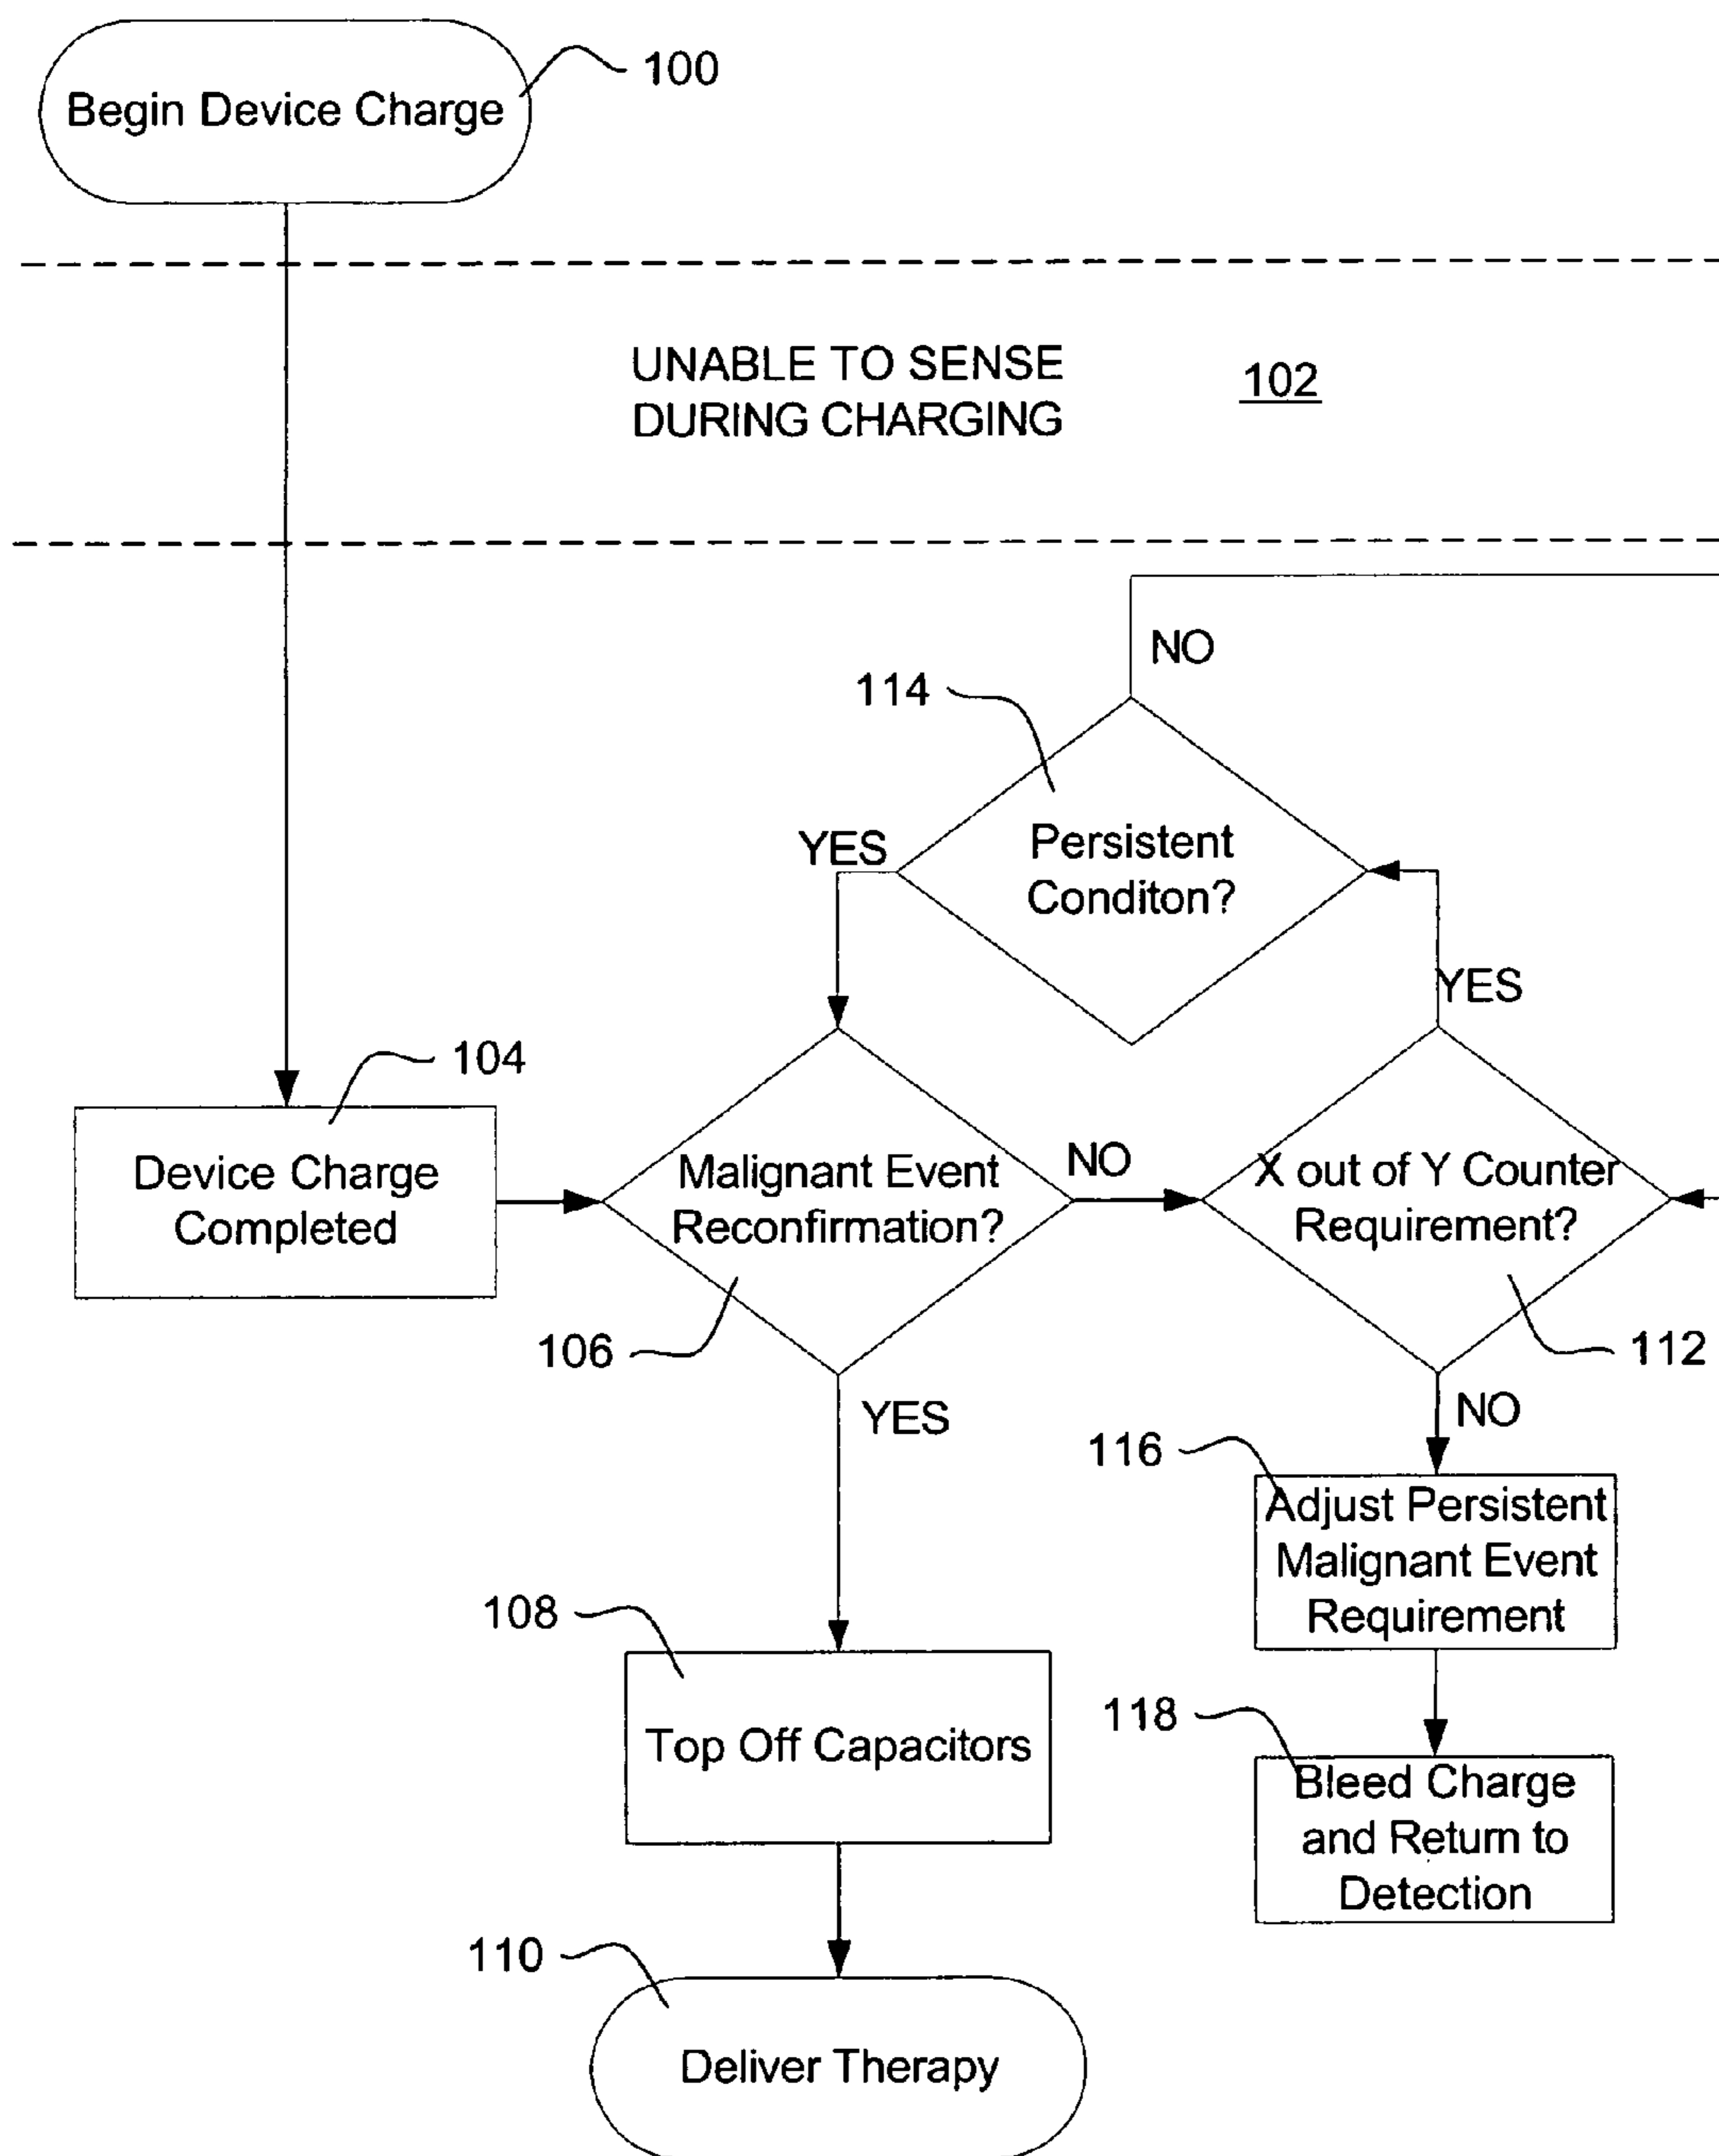 Begin Device Charge
100
UNABLE TO SENSE
DURING CHARGING
102
NO
114
Persistent
Conditon?
YES
YES
104
Device Charge
Completed
Malignant Event
Reconfirmation?
NO
X out of Y Counter
Requirement?
106
112
YES
NO
116
Adjust Persistent
Malignant Event
Requirement
108
Top Off Capacitors
118
Bleed Charge
and Return to
Detection
110
Deliver Therapy